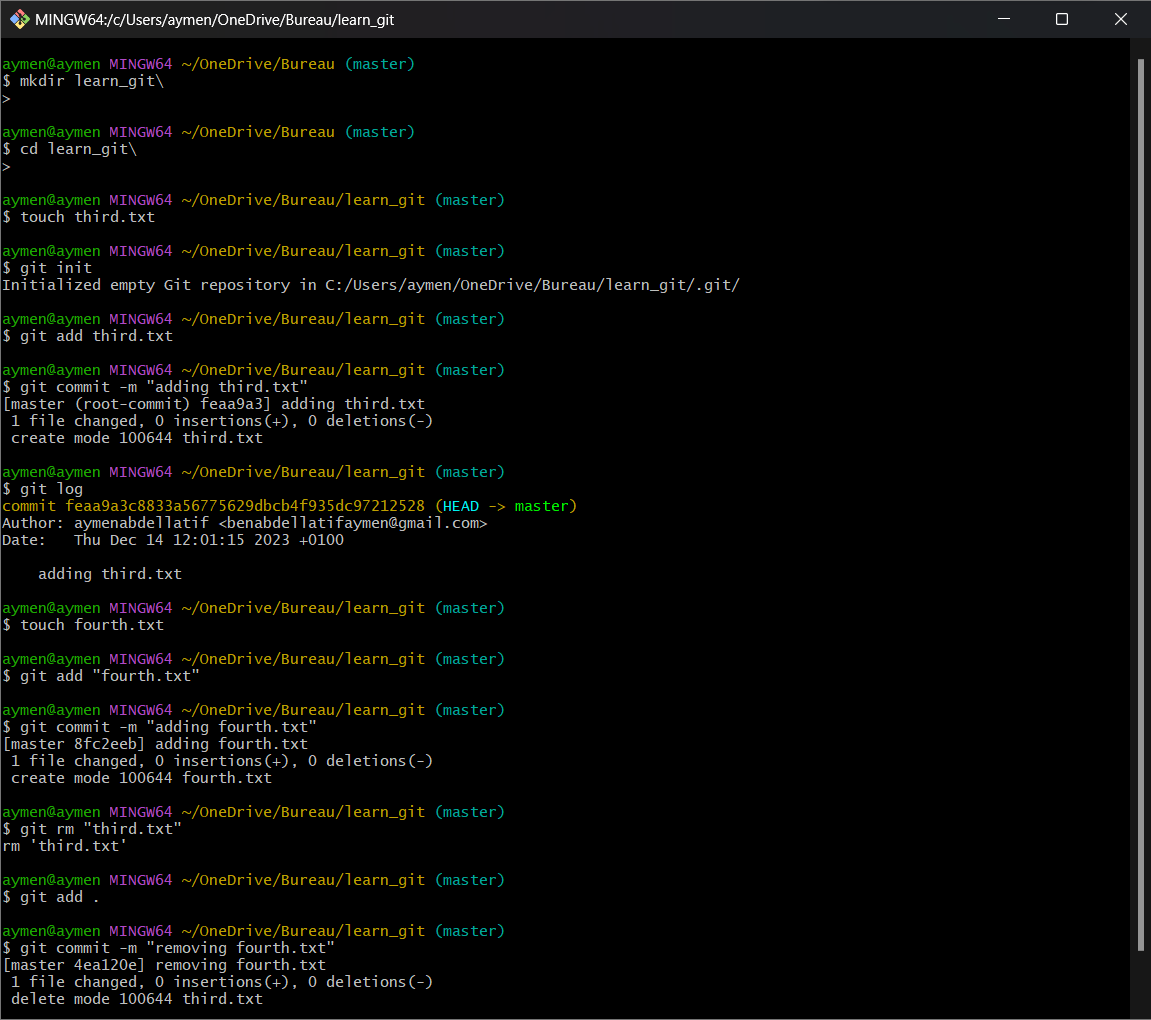 MINGW64:/c/Users/aymen/OneDrive/Bureau/learn_git
aymen@aymen MINGW64 ~/OneDrive/Bureau (master)
$ mkdir learn_git\
>
aymen@aymen MINGW64 ~/OneDrive/Bureau (master)
$ cd learn_git\
>
aymen@aymen MINGW64 ~/OneDrive/Bureau/learn_git (master)
$ touch third.txt
aymen@aymen MINGW64 ~/OneDrive/Bureau/learn_git (master)
$ git init
Initialized empty Git repository in C:/Users/aymen/OneDrive/Bureau/learn_git/.git/
aymen@aymen MINGW64 ~/OneDrive/Bureau/learn_git (master)
$ git add third.txt
aymen@aymen MINGW64 ~/OneDrive/Bureau/learn_git (master)
$ git commit -m "adding third.txt"
[master (root-commit) feaa9a3] adding third.txt
 1 file changed, 0 insertions(+), 0 deletions(-)
 create mode 100644 third.txt
aymen@aymen MINGW64 ~/OneDrive/Bureau/learn_git (master)
$ git log
commit feaa9a3c8833a56775629dbcb4f935dc97212528 (HEAD -> master)
Author: aymenabdellatif <benabdellatifaymen@gmail.com>
Date:   Thu Dec 14 12:01:15 2023 +0100
    adding third.txt
aymen@aymen MINGW64 ~/OneDrive/Bureau/learn_git (master)
$ touch fourth.txt
aymen@aymen MINGW64 ~/OneDrive/Bureau/learn_git (master)
$ git add "fourth.txt"
aymen@aymen MINGW64 ~/OneDrive/Bureau/learn_git (master)
$ git commit -m "adding fourth.txt"
[master 8fc2eeb] adding fourth.txt
 1 file changed, 0 insertions(+), 0 deletions(-)
 create mode 100644 fourth.txt
aymen@aymen MINGW64 ~/OneDrive/Bureau/learn_git (master)
$ git rm "third.txt"
rm 'third.txt'
aymen@aymen MINGW64 ~/OneDrive/Bureau/learn_git (master)
$ git add .
aymen@aymen MINGW64 ~/OneDrive/Bureau/learn_git (master)
$ git commit -m "removing fourth.txt"
[master 4ea120e] removing fourth.txt
 1 file changed, 0 insertions(+), 0 deletions(-)
 delete mode 100644 third.txt